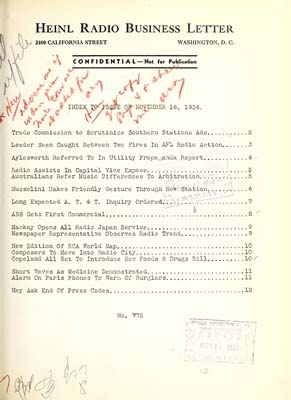 HEINL RADIO BUSINESS LETTER
2400 CALIFORNIA STREET WASHINGTON, D. C.
CONFIDENTIAL—Not for Publication
INDEX TO ISSUE OF NOVEMBER 16, 1934.
Trade Commission to Scrutinize Southern Stations Ads..........2
Leader Seen Caught Between Two Fires In AFL Radio Action......3
Aylesworth Referred To In Utility Propaganda Report...........4
Radio Assists In Capital Vice Expose..........5
Australians Refer Music Differences To Arbitration..........5
Mussolini Makes Friendly Gesture Through New Station..........6
Long Expected A. T. & T. Inquiry Ordered..........7
ABS Gets First Commercial..........8
Mackay Opens All Radio Japan Service..........9
Newspaper Representative Observes Radio Trend..........9
New Edition Of RCA World Map..........10
Composers To Move Into Radio City..........10
Copeland All Set To Introduce New Foods & Drugs Bill..........10
Short Waves As Medicine Demonstrated..........11
Alarm On Paris Phones To Warn Of Burglars..........11
May Ask End Of Press Codes..........12
No. 775